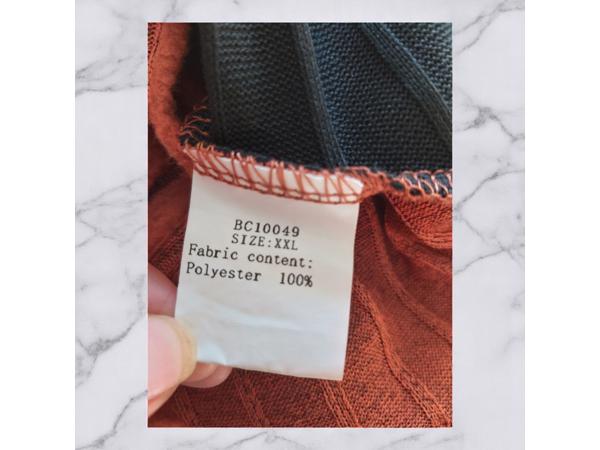 BC10049
SIZE:XXL
Fabric content:
Polyester 100%